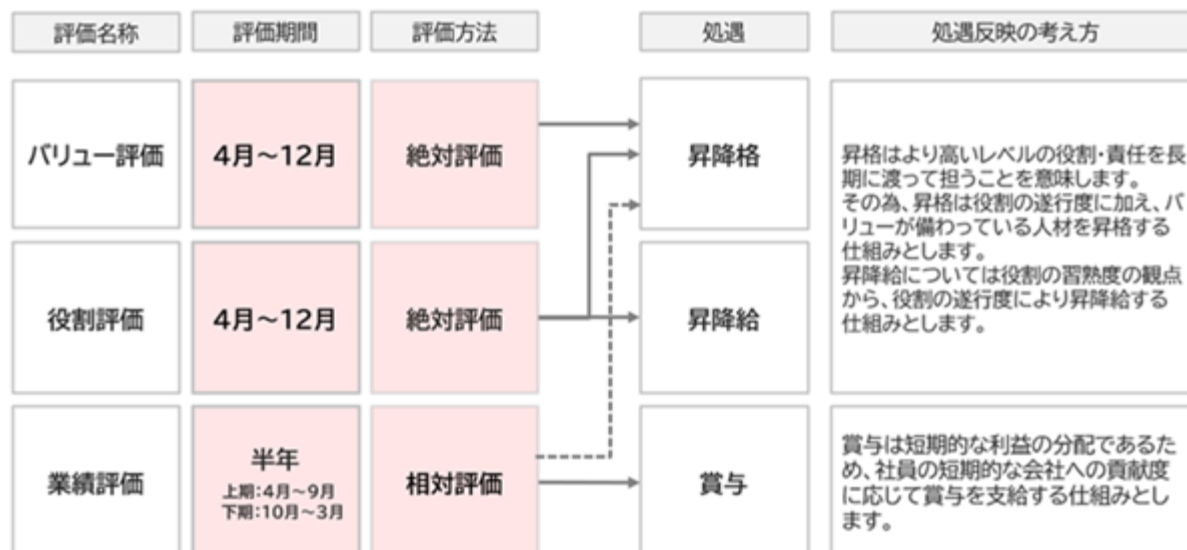 評価名称
評価期間
評価方法
処遇
処遇反映の考え方
バリュー評価
4月～12月
絶対評価
昇降格
昇格はより高いレベルの役割・責任を長
期に渡って担うことを意味します。
その為、昇格は役割の遂行度に加え、バ
リューが備わっている人材を昇格する
仕組みとします。
昇降給については役割の習熟度の観点
から、役割の遂行度により昇降給する
仕組みとします。
役割評価
4月～12月
絶対評価
昇降給
業績評価
半年
上期:4月～9月
下期:10月～3月
相対評価
賞与
賞与は短期的な利益の分配であるた
め、社員の短期的な会社への貢献度
に応じて賞与を支給する仕組みとし
ます。